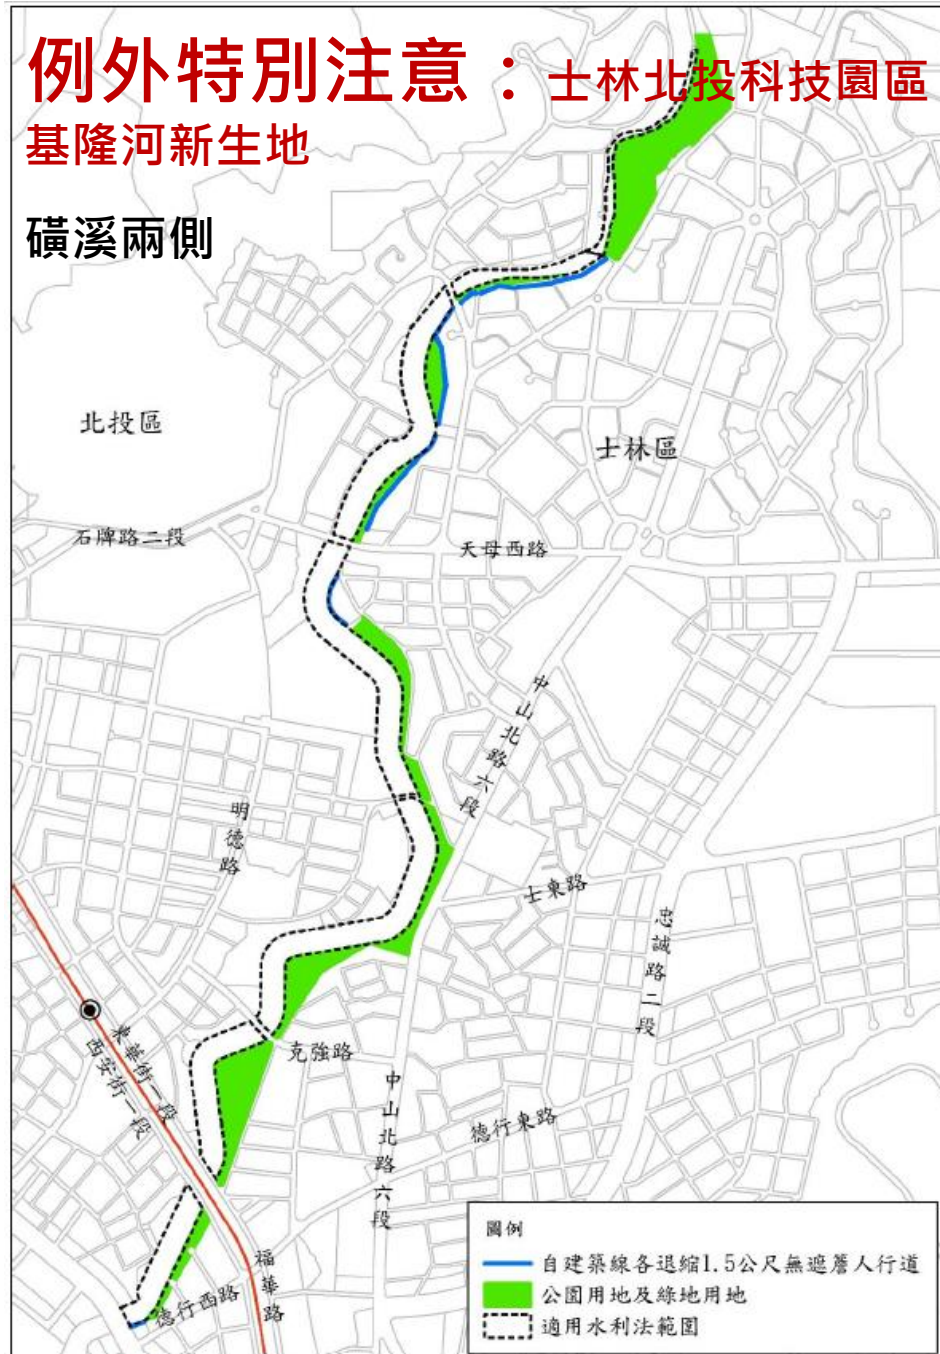 例外特別注意：士林北投科技園區
基隆河新生地
磺溪兩側
北投區
士林區
石牌路二段
天母西路
中山北路六段
明德路
士東路
忠誠路二段
東華街一段
西安街一段
克強路
中山北路六段
德行東路
福華路
德行西路
圖例
自建築線各退縮1.5公尺無遮簷人行道
公園用地及綠地用地
適用水利法範圍